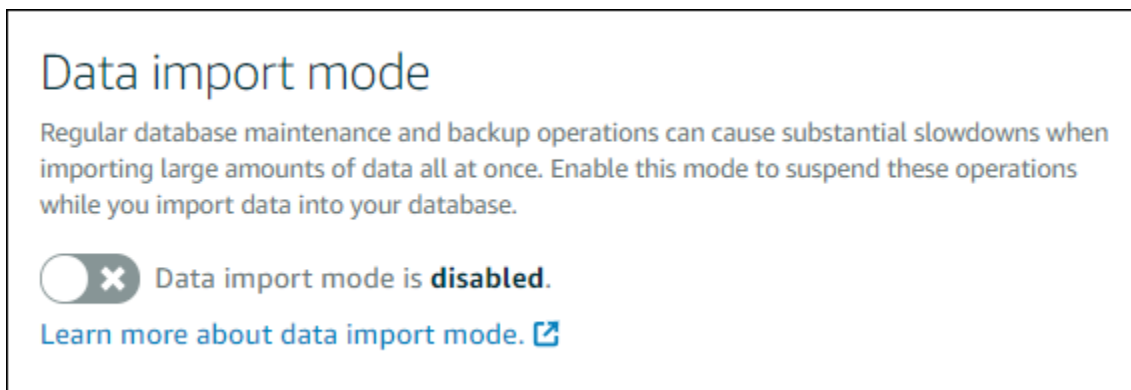 Data import mode
Regular database maintenance and backup operations can cause substantial slowdowns when
importing large amounts of data all at once. Enable this mode to suspend these operations
while you import data into your database.
Data import mode is disabled.
Learn more about data import mode.